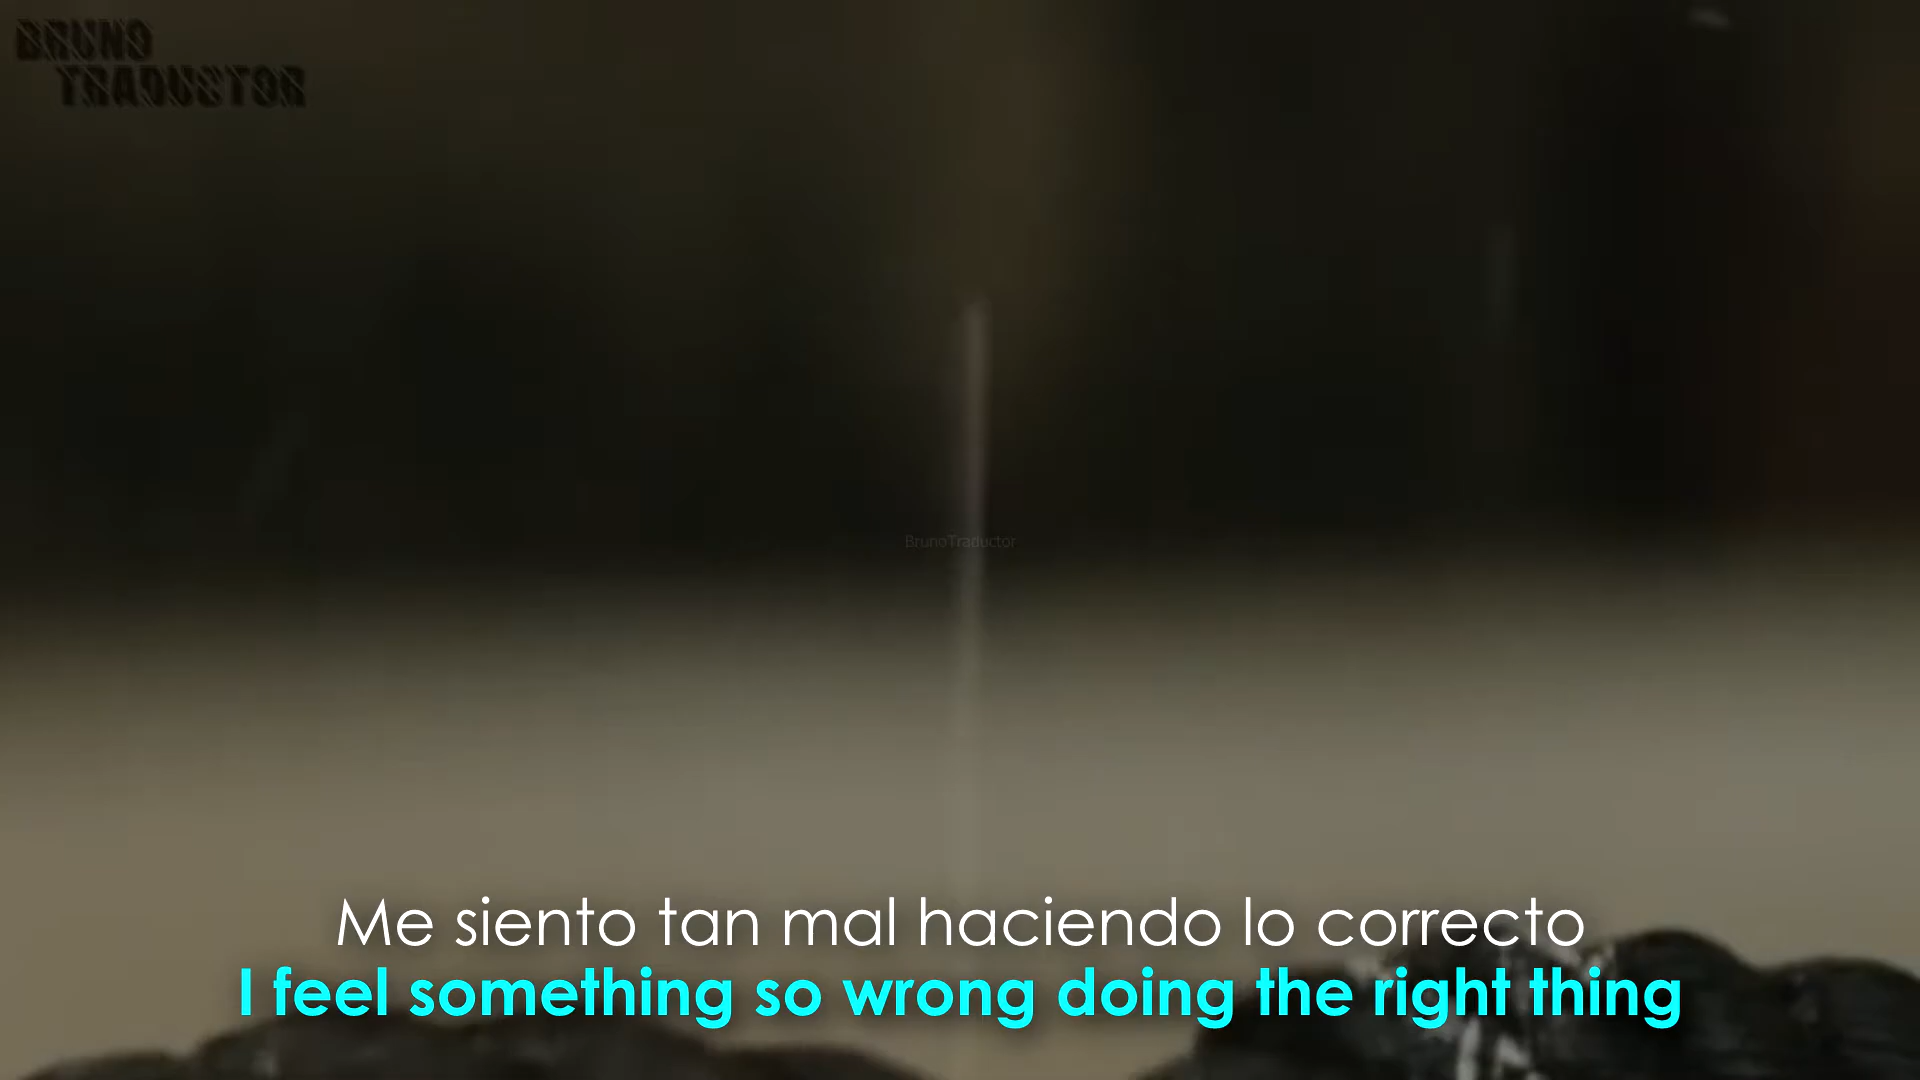 BRUNO
TRADUCTOR
BrunoTraductor
Me siento tan mal haciendo lo correcto
I feel something so wrong doing the right thing